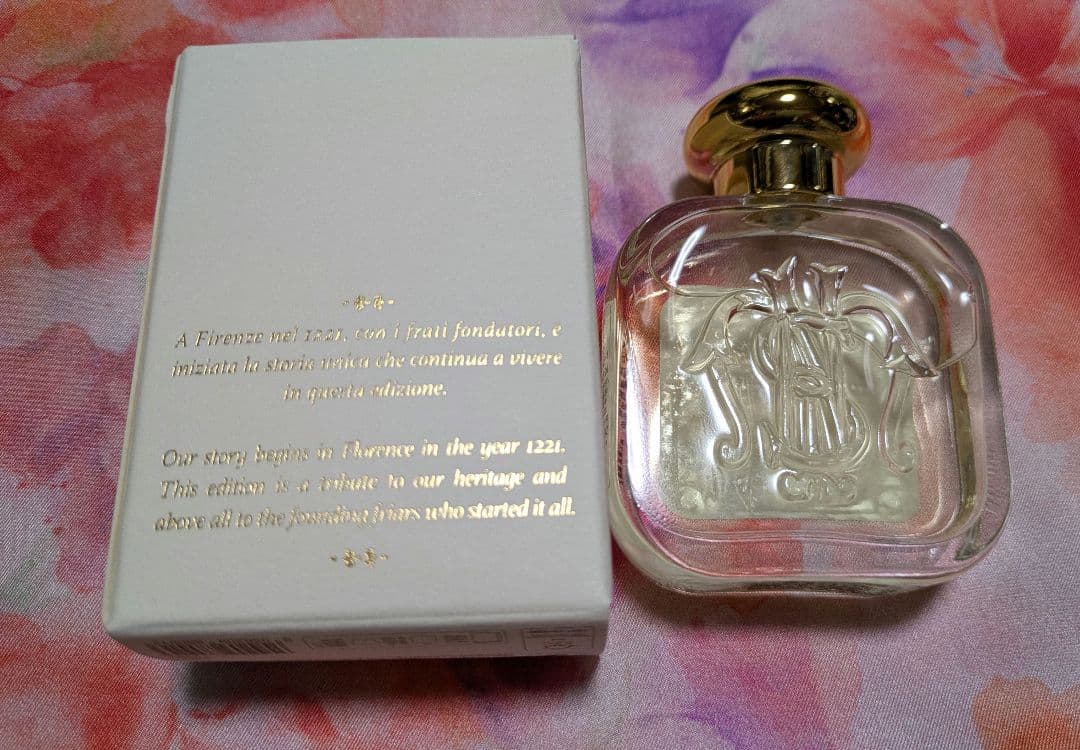 A Firenze nel 1221, con i frati fondatori, è
iniziata la storia unica che continua a vivere
in questa edizione.
Our story begins in Florence in the year 1221.
This edition is a tribute to our heritage and
above all to the founding friars who started it all.